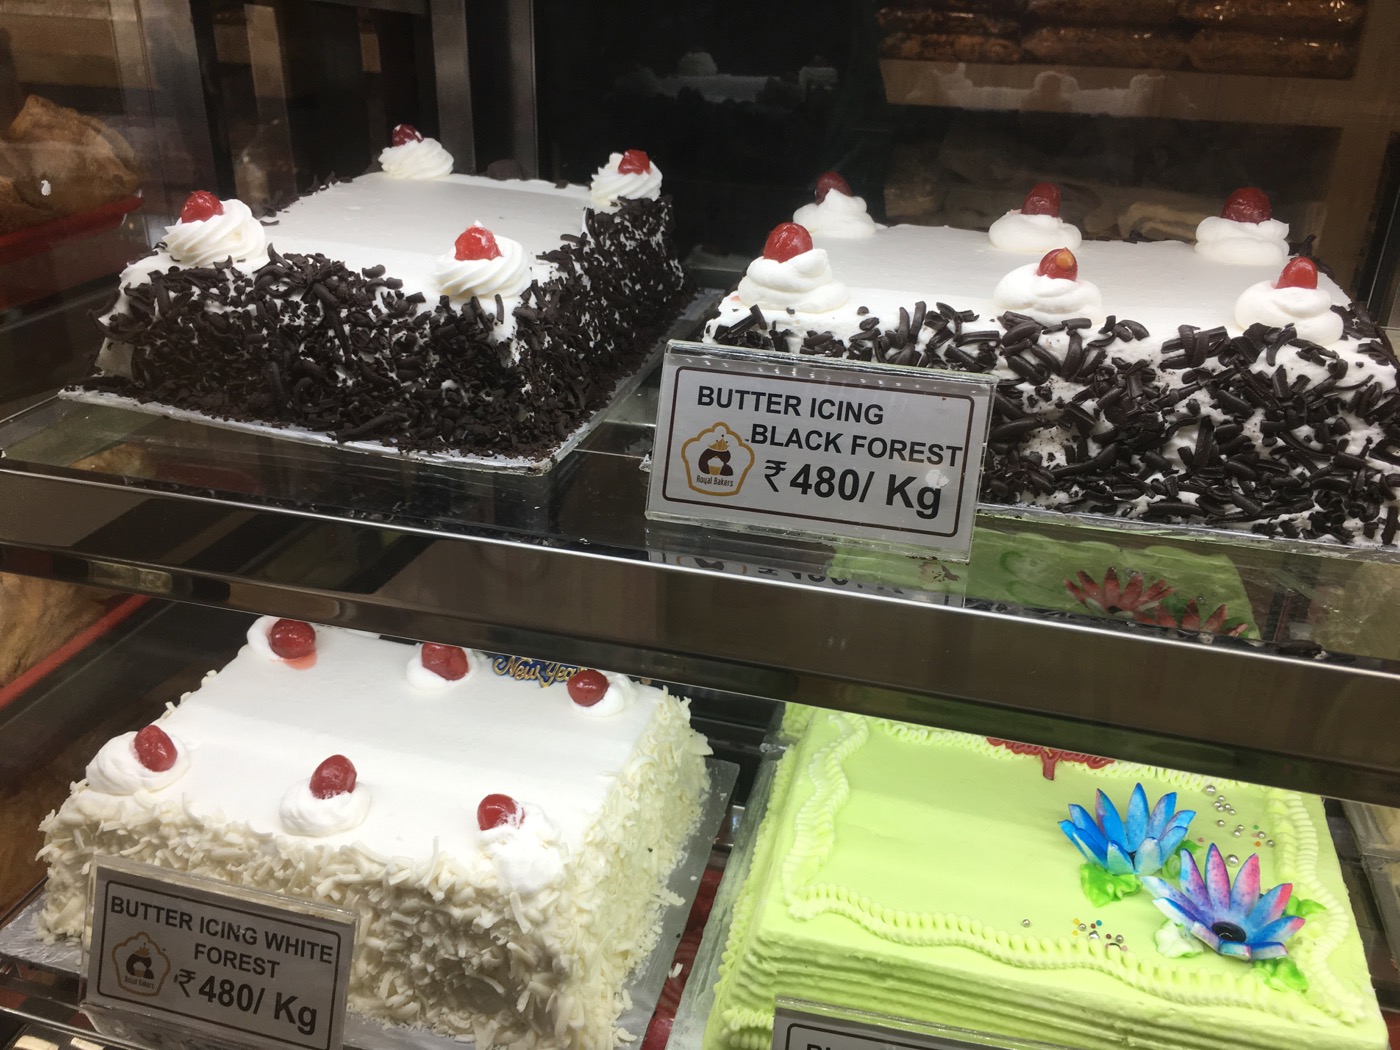 BUTTER ICING
BLACK FOREST
₹ 480/ Kg
Royal Bakers
New Year
BUTTER ICING WHITE
FOREST
₹ 480/ Kg
Royal Bakers